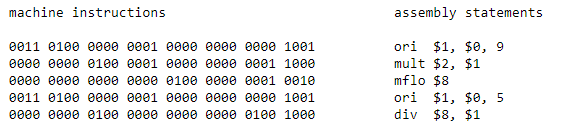 machine instructions assembly statements
0011 0100 0000 0001 0000 0000 0000 1001 ori $1, $0, 9
0000 0000 0100 0001 0000 0000 0001 1000 mult $2, $1
0000 0000 0000 0000 0100 0000 0001 0010 mflo $8
0011 0100 0000 0001 0000 0000 0000 1001 ori $1, $0, 5
0000 0000 0100 0000 0000 0000 0100 1000 div $8, $1